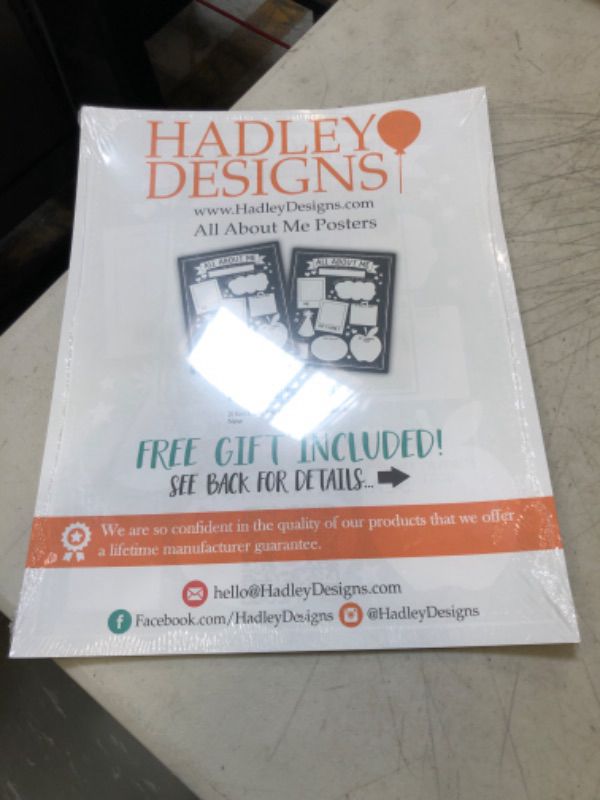 HADLEY
DESIGNS
www.HadleyDesigns.com
All About Me Posters
ALL ABOUT ME
ALL ABOUT ME
New
FREE GIFT INCLUDED!
SEE BACK FOR DETAILS...
We are so confident in the quality of our products that we offer
a lifetime manufacturer guarantee.
hello@HadleyDesigns.com
Facebook.com/HadleyDesigns @HadleyDesigns